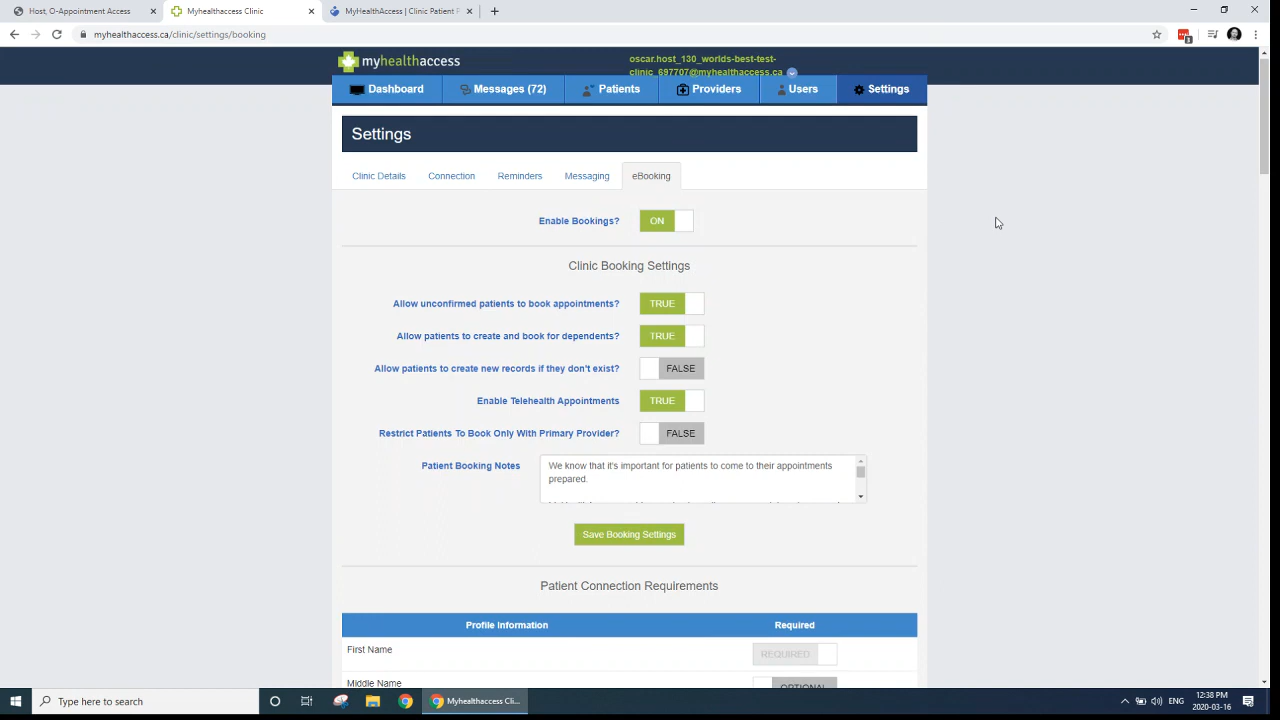 Host, O-Appointment Access
Myhealthaccess Clinic
MyHealthAccess | Clinic Patient P
myhealthaccess.ca/clinic/settings/booking
myhealthaccess
oscar.host_130_worlds-best-test-
clinic_697707@myhealthaccess.ca
Dashboard
Messages (72)
Patients
Providers
Users
Settings
Settings
Clinic Details
Connection
Reminders
Messaging
eBooking
Enable Bookings? ON
Clinic Booking Settings
Allow unconfirmed patients to book appointments? TRUE
Allow patients to create and book for dependents? TRUE
Allow patients to create new records if they don't exist? FALSE
Enable Telehealth Appointments TRUE
Restrict Patients To Book Only With Primary Provider? FALSE
Patient Booking Notes
We know that it's important for patients to come to their appointments
prepared.
Save Booking Settings
Patient Connection Requirements
Profile Information Required
First Name REQUIRED
Middle Name OPTIONAL
Type here to search
Myhealthaccess Cli...
ENG
12:38 PM
2020-03-16